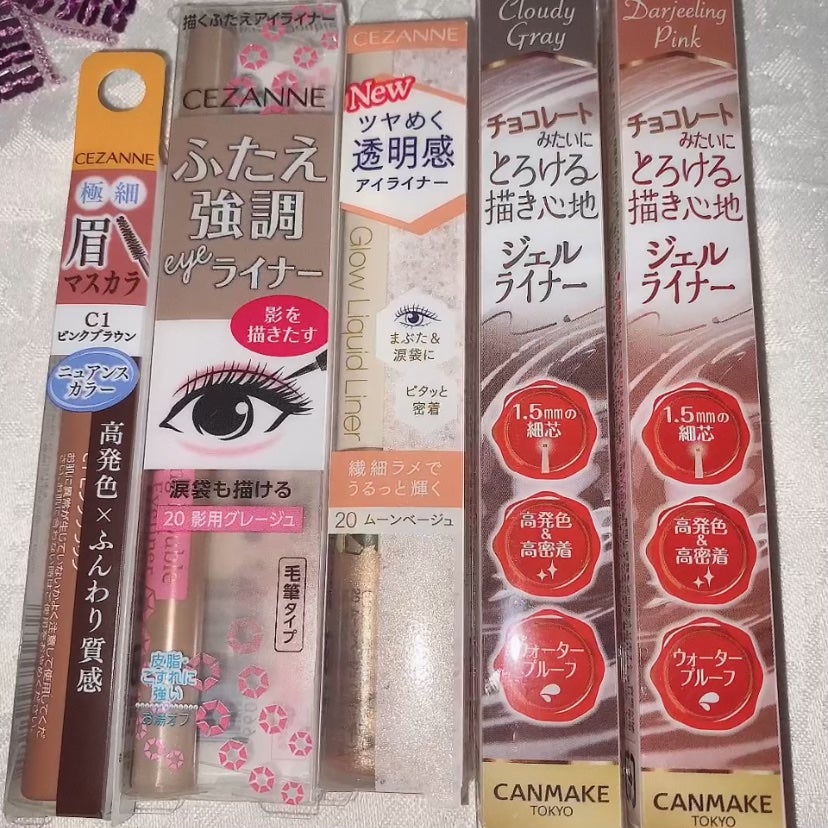 CEZANNE
極細
眉
マスカラ
C1
ピンクブラウン
ニュアンス
カラー
高発色×ふんわり質感
描くふたえアイライナー
CEZANNE
ふたえ
強調
eyeライナー
影を
描きたす
涙袋も描ける
20 影用グレージュ
毛筆タイプ
皮脂・
こすれに
強い
お湯オフ
CEZANNE
New
ツヤめく
透明感
アイライナー
Glow Liquid Liner
まぶた&
涙袋に
ピタッと
密着
繊細ラメで
うるっと輝く
20 ムーンベージュ
Cloudy
Gray
チョコレート
みたいに
とろける
描き心地
ジェル
ライナー
1.5mmの
細芯
高発色
&
高密着
ウォーター
プルーフ
CANMAKE
TOKYO
Darjeeling
Pink
チョコレート
みたいに
とろける
描き心地
ジェル
ライナー
1.5mmの
細芯
高発色
&
高密着
ウォーター
プルーフ
CANMAKE
TOKYO